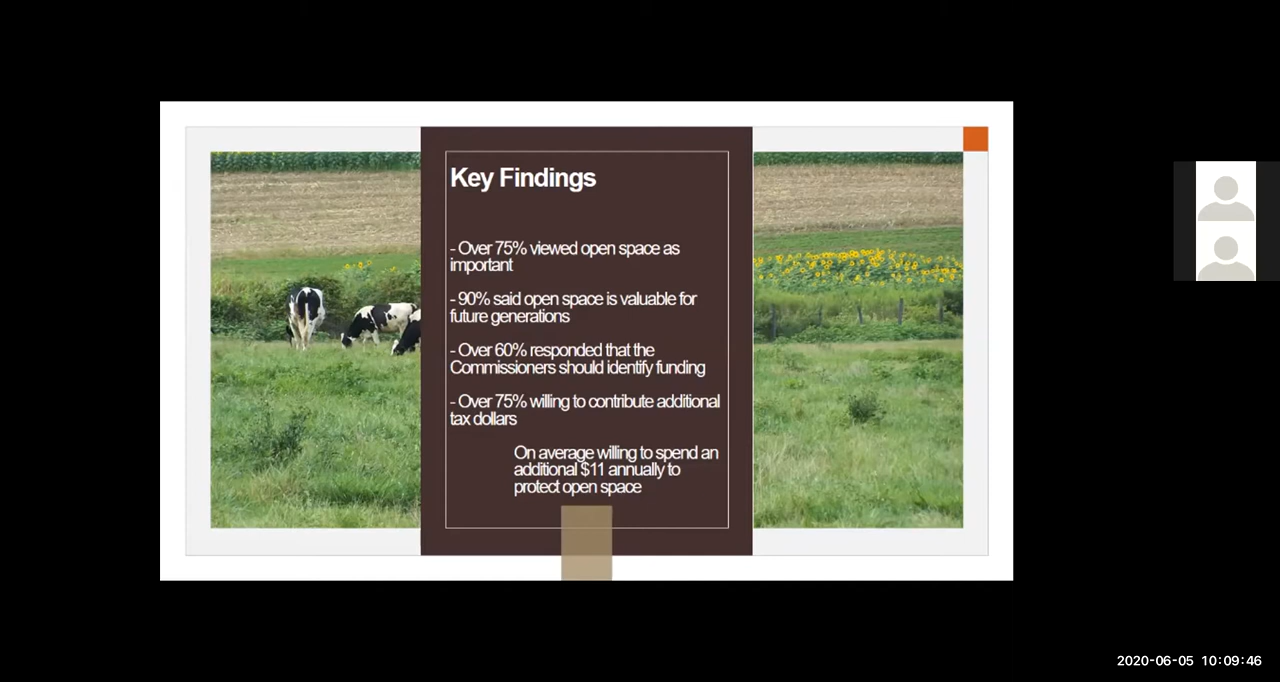 Key Findings
- Over 75% viewed open space as
important
- 90% said open space is valuable for
future generations
- Over 60% responded that the
Commissioners should identify funding
- Over 75% willing to contribute additional
tax dollars
On average willing to spend an
additional $11 annually to
protect open space
2020-06-05 10:09:46